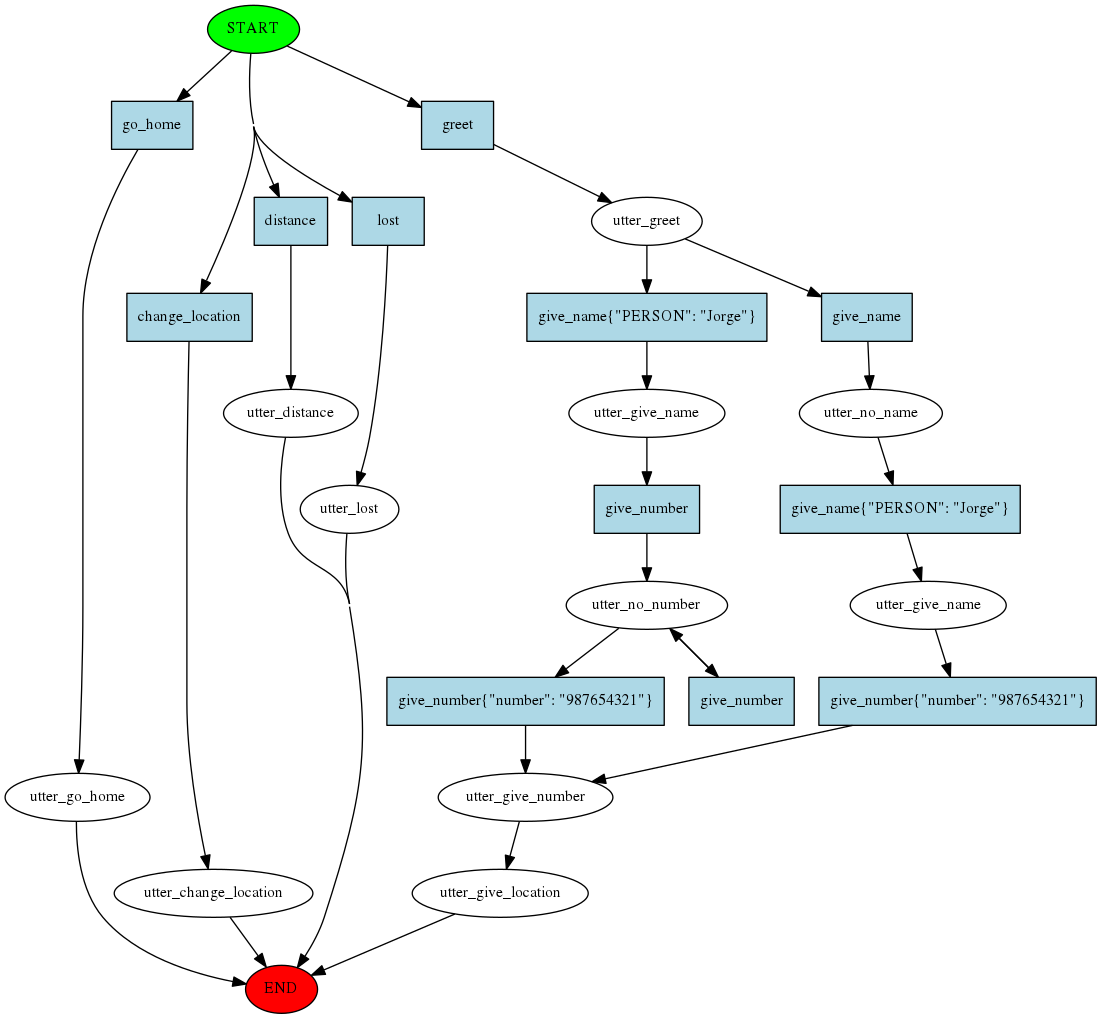 START
go_home
greet
distance
lost
utter_greet
change_location
give_name{"PERSON": "Jorge"}
give_name
utter_distance
utter_give_name
utter_no_name
utter_lost
give_number
give_name{"PERSON": "Jorge"}
utter_no_number
utter_give_name
give_number{"number": "987654321"}
give_number
give_number{"number": "987654321"}
utter_go_home
utter_give_number
utter_change_location
utter_give_location
END